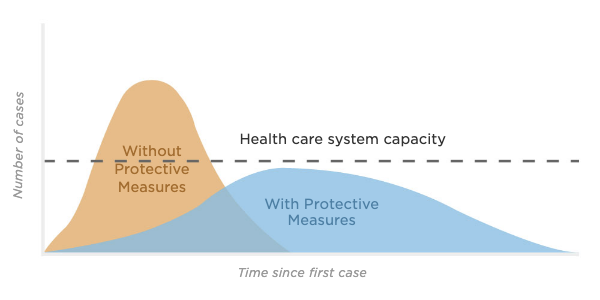 Number of cases
Health care system capacity
Without
Protective
Measures
With Protective
Measures
Time since first case